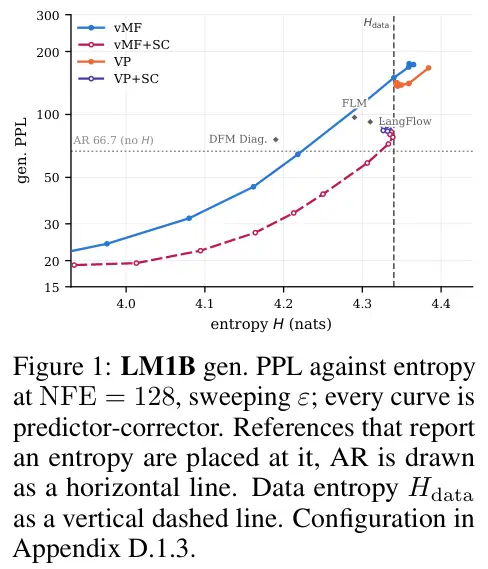 300
200
100
50
30
20
15
gen. PPL
vMF
vMF+SC
VP
VP+SC
H_data
FLM
LangFlow
DFM Diag.
AR 66.7 (no H)
4.0 4.1 4.2 4.3 4.4
entropy H (nats)
Figure 1: LM1B gen. PPL against entropy
at NFE = 128, sweeping ε; every curve is
predictor-corrector. References that report
an entropy are placed at it, AR is drawn
as a horizontal line. Data entropy H_data
as a vertical dashed line. Configuration in
Appendix D.1.3.